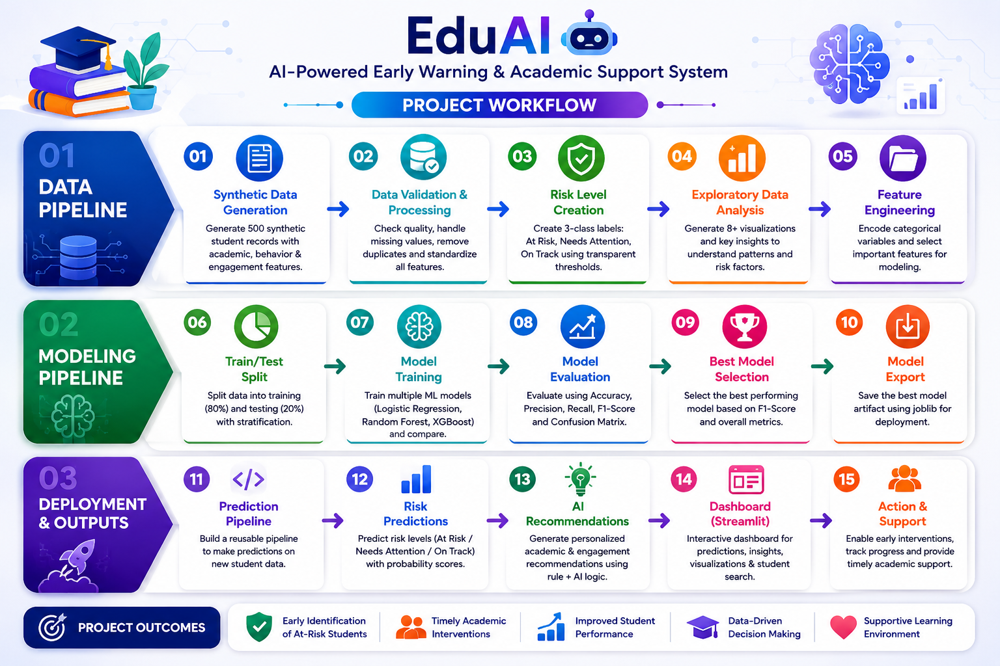 EduAI
AI-Powered Early Warning & Academic Support System
PROJECT WORKFLOW
01
DATA
PIPELINE
01
Synthetic Data
Generation
Generate 500 synthetic
student records with
academic, behavior &
engagement features.
02
Data Validation &
Processing
Check quality, handle
missing values, remove
duplicates and standardize
all features.
03
Risk Level
Creation
Create 3-class labels:
At Risk, Needs Attention,
On Track using transparent
thresholds.
04
Exploratory Data
Analysis
Generate 8+ visualizations
and key insights to
understand patterns and
risk factors.
05
Feature
Engineering
Encode categorical
variables and select
important features for
modeling.
02
MODELING
PIPELINE
06
Train/Test
Split
Split data into training
(80%) and testing (20%)
with stratification.
07
Model
Training
Train multiple ML models
(Logistic Regression,
Random Forest, XGBoost)
and compare.
08
Model
Evaluation
Evaluate using Accuracy,
Precision, Recall, F1-Score
and Confusion Matrix.
09
Best Model
Selection
Select the best performing
model based on F1-Score
and overall metrics.
10
Model
Export
Save the best model
artifact using joblib for
deployment.
03
DEPLOYMENT
& OUTPUTS
11
</>
Prediction
Pipeline
Build a reusable pipeline
to make predictions on
new student data.
12
Risk
Predictions
Predict risk levels (At Risk /
Needs Attention / On Track)
with probability scores.
13
AI
Recommendations
Generate personalized
academic & engagement
recommendations using
rule + AI logic.
14
Dashboard
(Streamlit)
Interactive dashboard for
predictions, insights,
visualizations & student
search.
15
Action &
Support
Enable early interventions,
track progress and provide
timely academic support.
PROJECT OUTCOMES
Early Identification
of At-Risk Students
Timely Academic
Interventions
Improved Student
Performance
Data-Driven
Decision Making
Supportive Learning
Environment